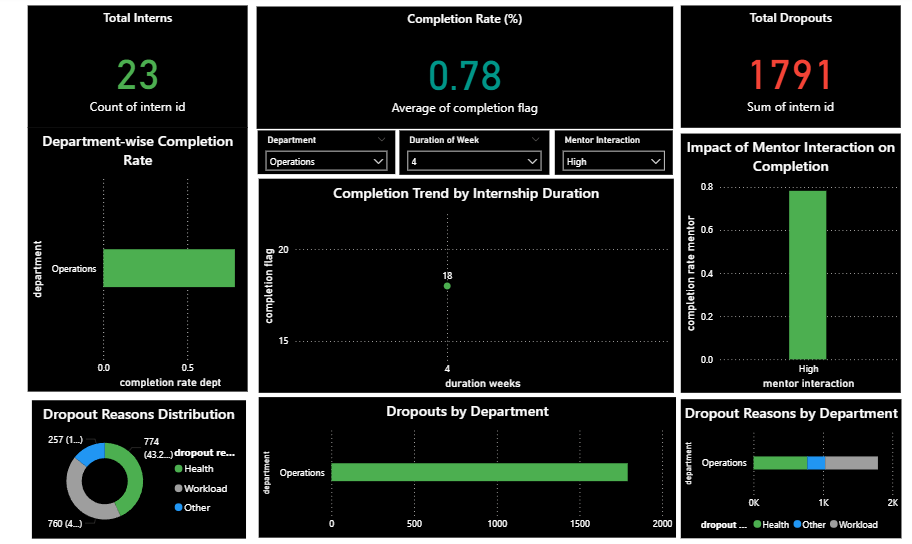 Total Interns
23
Count of intern id
Completion Rate (%)
0.78
Average of completion flag
Total Dropouts
1791
Sum of intern id
Department
Operations
Duration of Week
4
Mentor Interaction
High
Department-wise Completion
Rate
department
Operations
0.0
0.5
completion rate dept
Completion Trend by Internship Duration
completion flag
20
15
18
4
duration weeks
Impact of Mentor Interaction on
Completion
completion rate mentor
0.8
0.6
0.4
0.2
0.0
High
mentor interaction
Dropout Reasons Distribution
257 (1...)
774
(43.2...)
760 (4...)
dropout re...
Health
Workload
Other
Dropouts by Department
department
Operations
0
500
1000
1500
2000
Dropout Reasons by Department
department
Operations
0K
1K
2K
dropout ...
Health
Other
Workload